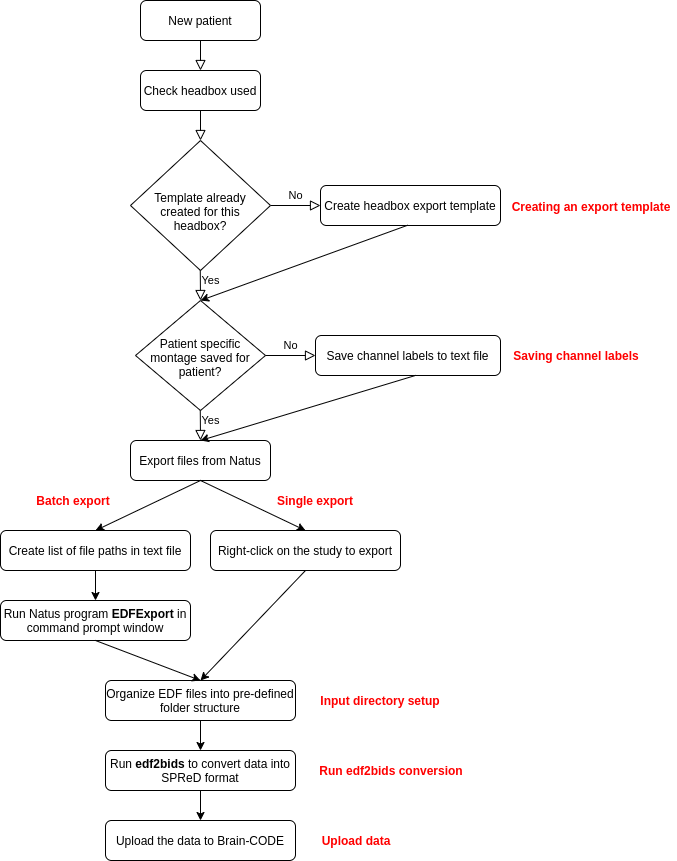 New patient
Check headbox used
Template already
created for this
headbox?
No
Create headbox export template
Creating an export template
Yes
Patient specific
montage saved for
patient?
No
Save channel labels to text file
Saving channel labels
Yes
Export files from Natus
Batch export
Single export
Create list of file paths in text file
Right-click on the study to export
Run Natus program EDFExport in
command prompt window
Organize EDF files into pre-defined
folder structure
Input directory setup
Run edf2bids to convert data into
SPReD format
Run edf2bids conversion
Upload the data to Brain-CODE
Upload data